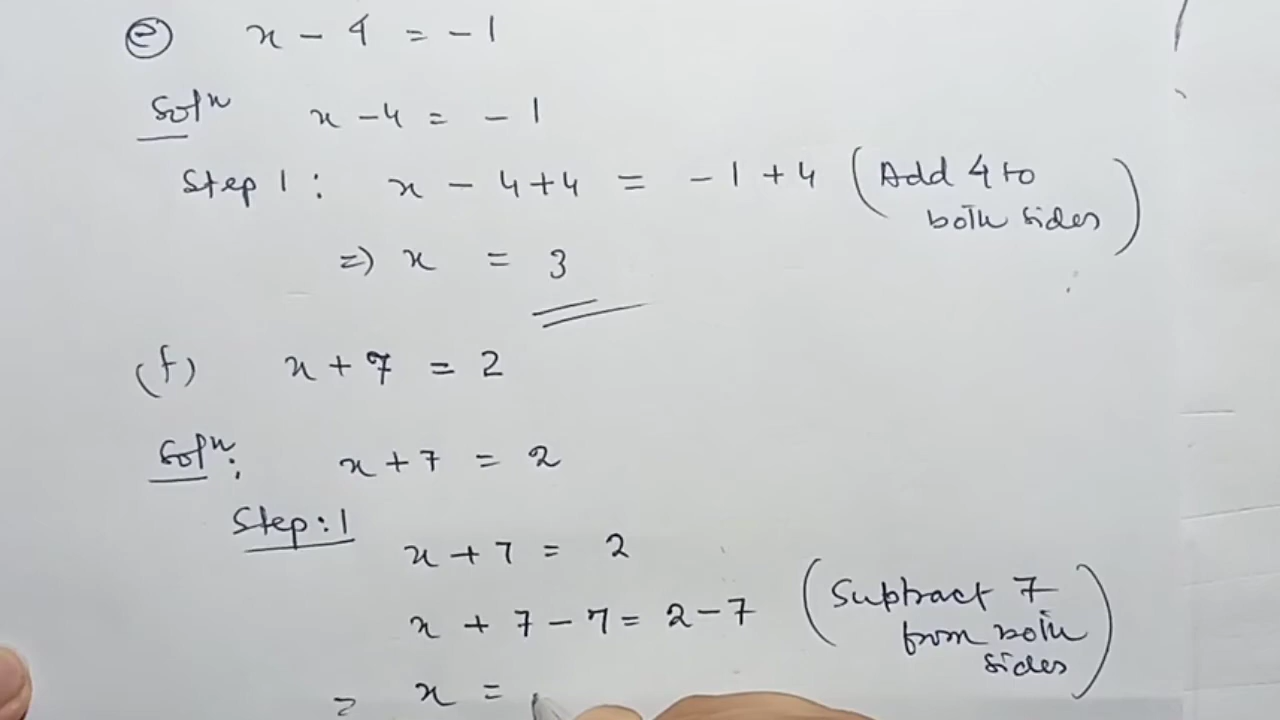 (e) x - 4 = -1
Solⁿ x - 4 = - 1
Step 1 : x - 4 + 4 = - 1 + 4 (Add 4 to
both sides)
=> x = 3
(f) x + 7 = 2
Solⁿ: x + 7 = 2
Step : 1
x + 7 = 2
x + 7 - 7 = 2 - 7 (Subtract 7
from both
sides)
= x =